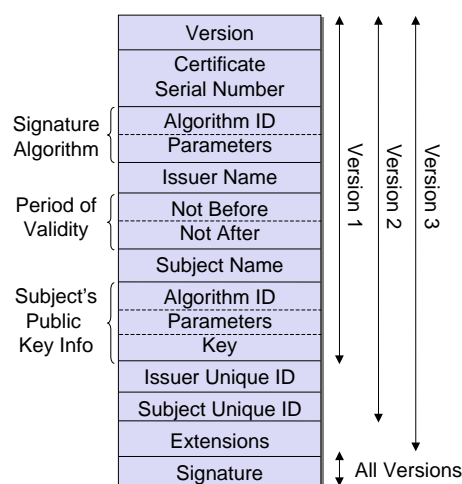 Version
Certificate
Serial Number
Signature
Algorithm
Algorithm ID
Parameters
Issuer Name
Period of
Validity
Not Before
Not After
Subject Name
Subject's
Public
Key Info
Algorithm ID
Parameters
Key
Issuer Unique ID
Subject Unique ID
Extensions
Signature
Version 1
Version 2
Version 3
All Versions